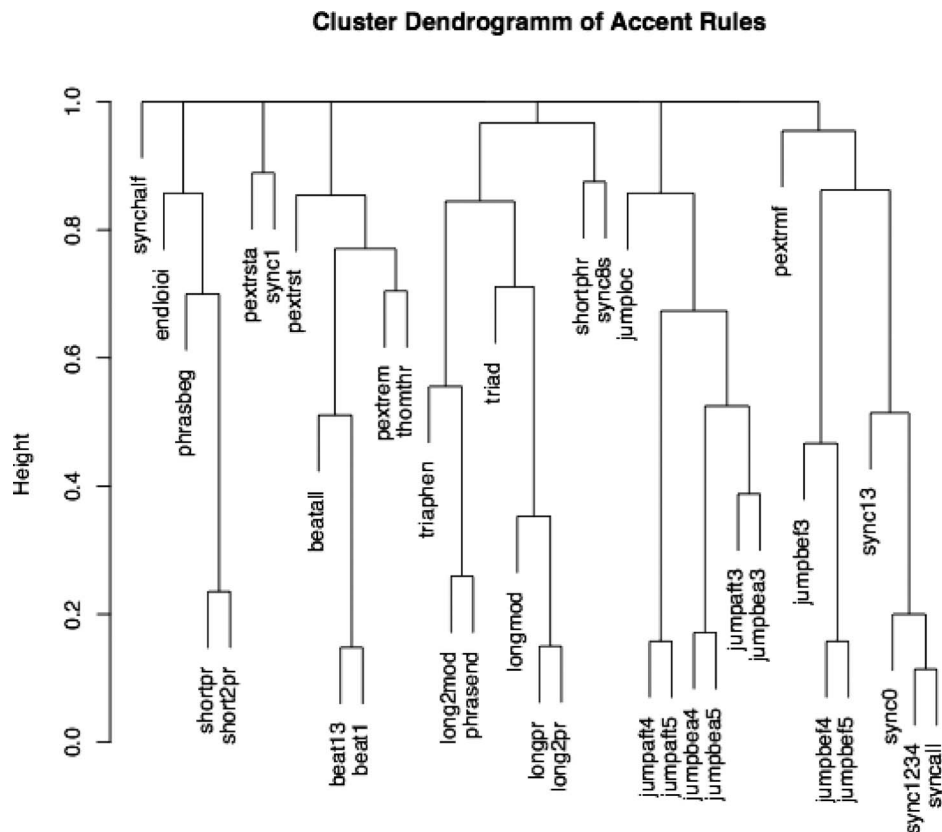 Cluster Dendrogramm of Accent Rules
Height
1.0
0.8
0.6
0.4
0.2
0.0
synchalf
endloioi
phrasbeg
shortpr
short2pr
pextrsta
sync1
pextrst
beatall
beat13
beat1
pextrem
thomthr
triaphen
long2mod
phrasend
triad
longmod
longpr
long2pr
shortphr
sync8s
jumploc
jumpaft4
jumpaft5
jumpbea4
jumpbea5
jumpaft3
jumpbea3
pextrmf
jumpbef3
jumpbef4
jumpbef5
sync13
sync0
sync1234
syncall